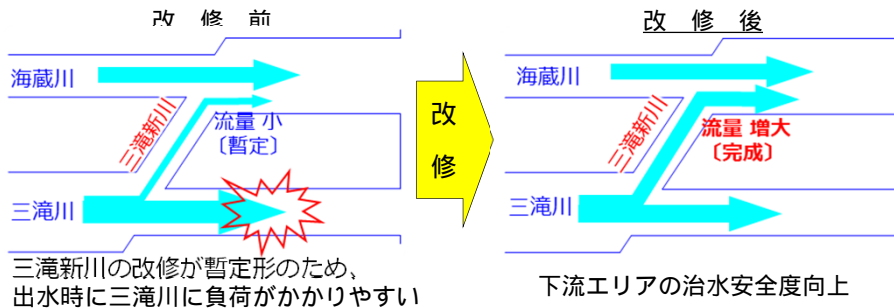 改　修　前
海蔵川
三滝新川
流量 小
〔暫定〕
三滝川
三滝新川の改修が暫定形のため、
出水時に三滝川に負荷がかかりやすい
改
修
改　修　後
海蔵川
三滝新川
流量 増大
〔完成〕
三滝川
下流エリアの治水安全度向上